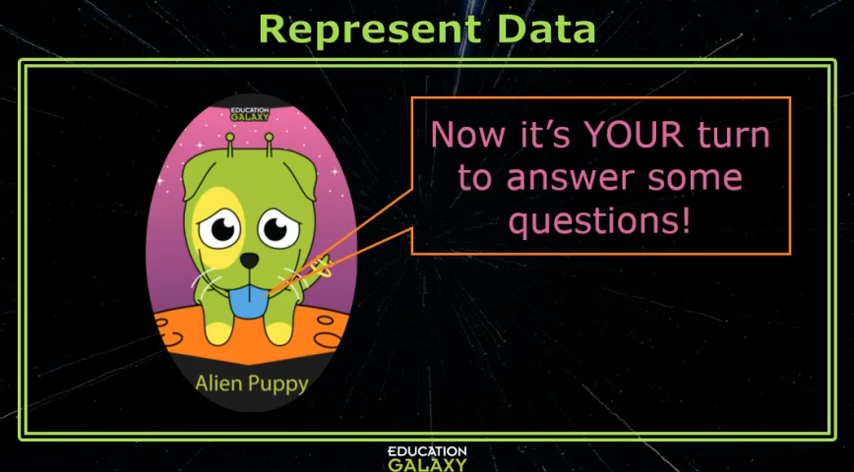 Represent Data
EDUCATION
GALAXY
Now it's YOUR turn
to answer some
questions!
Alien Puppy
EDUCATION
GALAXY